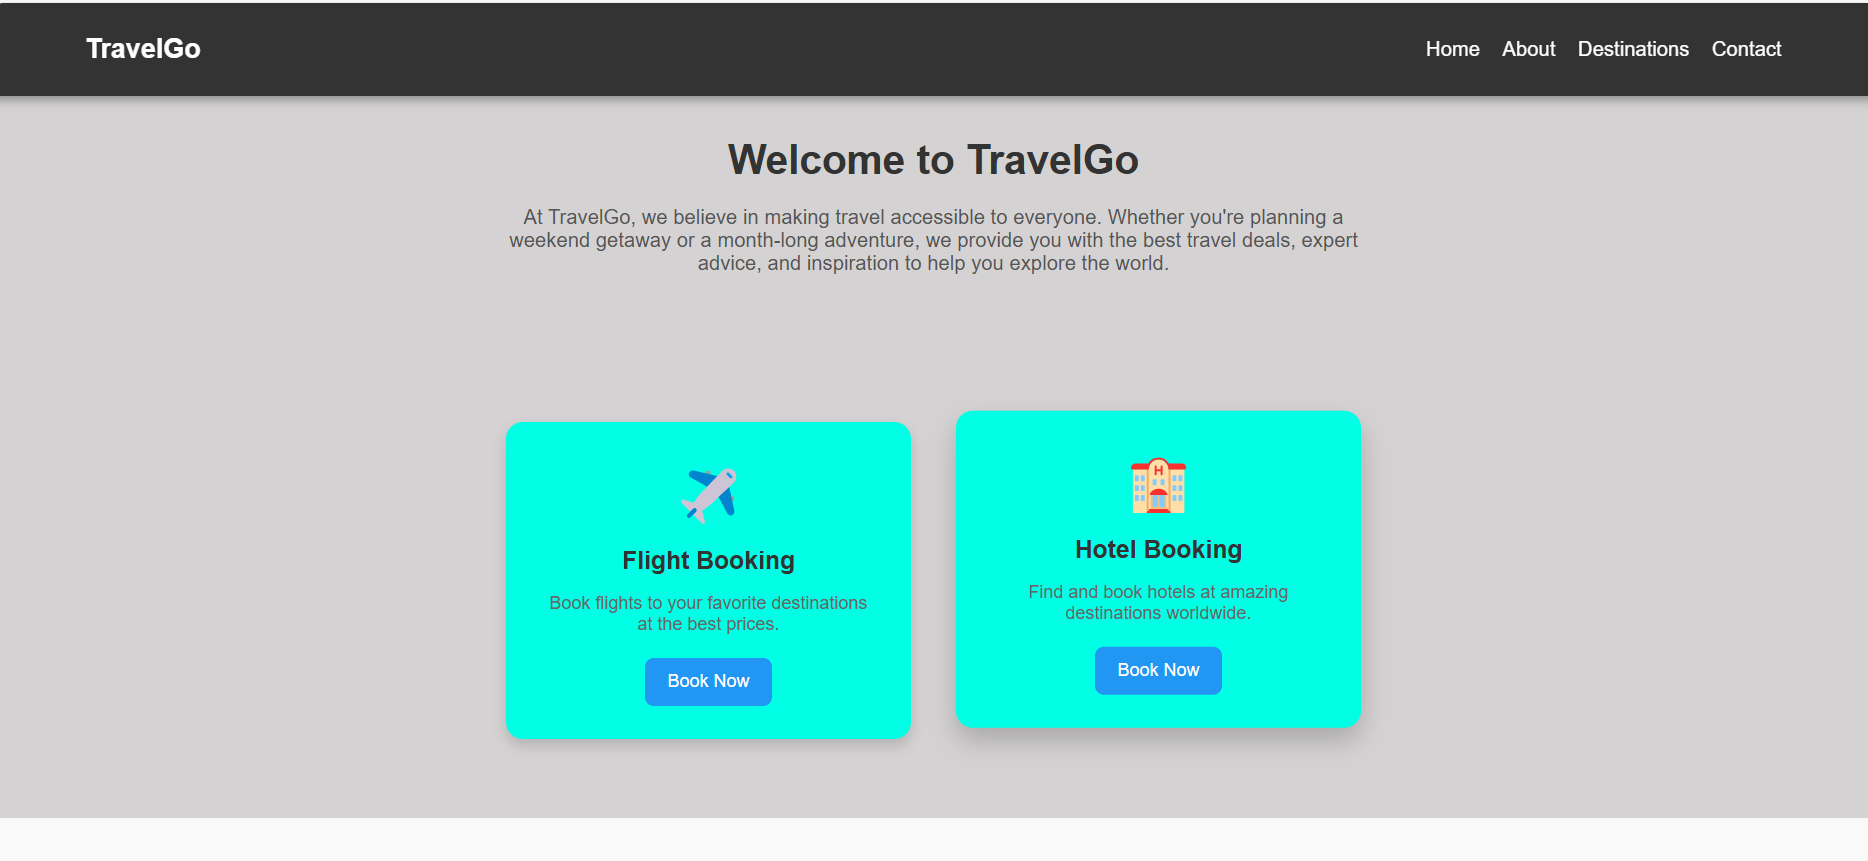 TravelGo
Home About Destinations Contact
Welcome to TravelGo
At TravelGo, we believe in making travel accessible to everyone. Whether you're planning a
weekend getaway or a month-long adventure, we provide you with the best travel deals, expert
advice, and inspiration to help you explore the world.
Flight Booking
Book flights to your favorite destinations
at the best prices.
Book Now
H
Hotel Booking
Find and book hotels at amazing
destinations worldwide.
Book Now